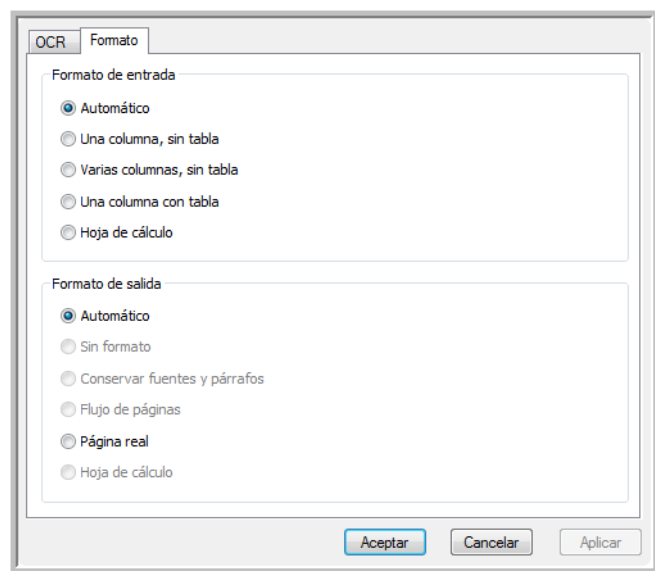 OCR Formato
Formato de entrada
Automático
Una columna, sin tabla
Varias columnas, sin tabla
Una columna con tabla
Hoja de cálculo
Formato de salida
Automático
Sin formato
Conservar fuentes y párrafos
Flujo de páginas
Página real
Hoja de cálculo
Aceptar Cancelar Aplicar